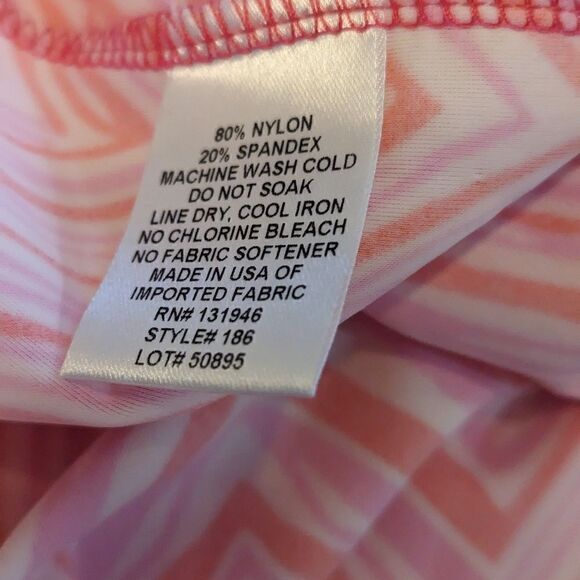 80% NYLON
20% SPANDEX
MACHINE WASH COLD
DO NOT SOAK
LINE DRY, COOL IRON
NO CHLORINE BLEACH
NO FABRIC SOFTENER
MADE IN USA OF
IMPORTED FABRIC
RN# 131946
STYLE# 186
LOT# 50895